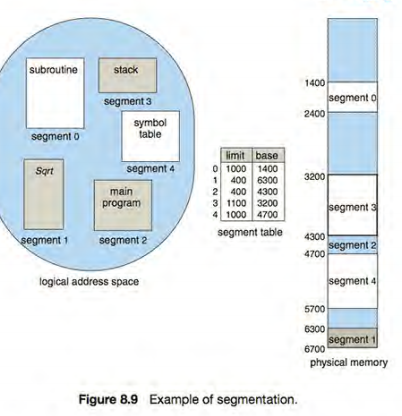 subroutine
segment 0
stack
segment 3
symbol
table
segment 4
Sqrt
segment 1
main
program
segment 2
logical address space
limit base
0 1000 1400
1 400 6300
2 400 4300
3 1100 3200
4 1000 4700
segment table
1400
segment 0
2400
3200
segment 3
4300
segment 2
4700
segment 4
5700
6300
segment 1
6700
physical memory
Figure 8.9 Example of segmentation.